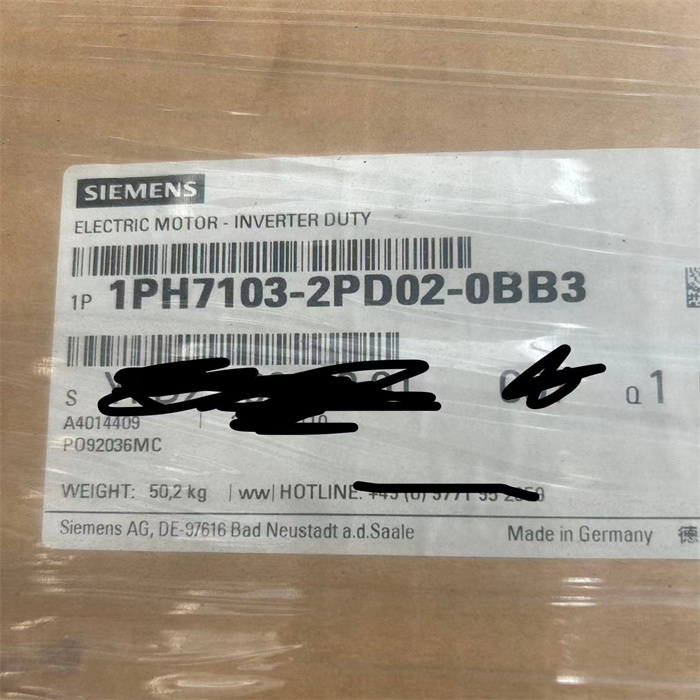 SIEMENS
ELECTRIC MOTOR - INVERTER DUTY
1P 1PH7103-2PD02-0BB3
S
Q 1
A4014409
PO92036MC
WEIGHT: 50,2 kg | ww| HOTLINE:
Siemens AG, DE-97616 Bad Neustadt a.d.Saale Made in Germany 德